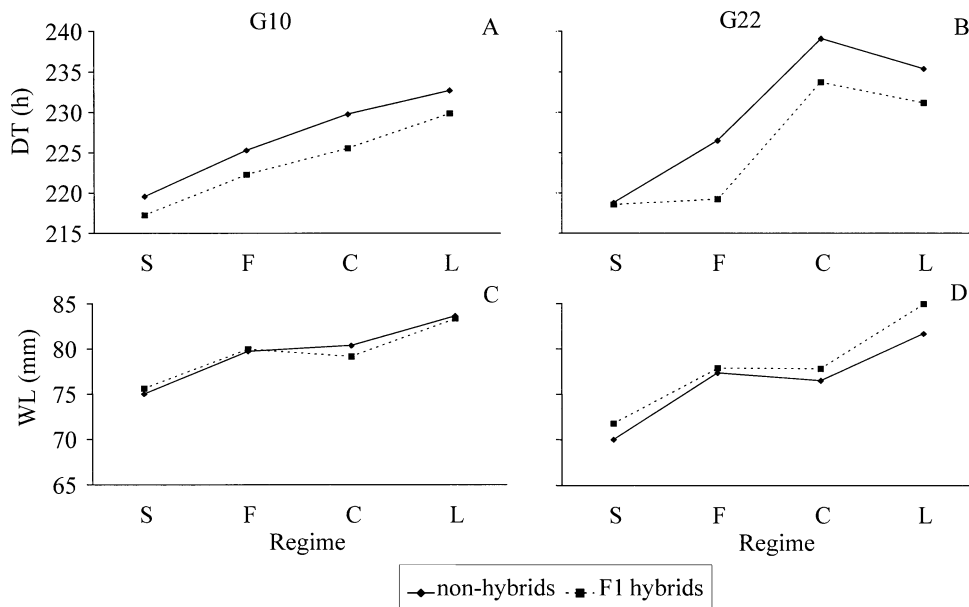 G10
G22
A
B
DT (h)
240
235
230
225
220
215
S F C L
S F C L
C
D
WL (mm)
85
80
75
70
65
S F C L
S F C L
Regime
Regime
non-hybrids F1 hybrids